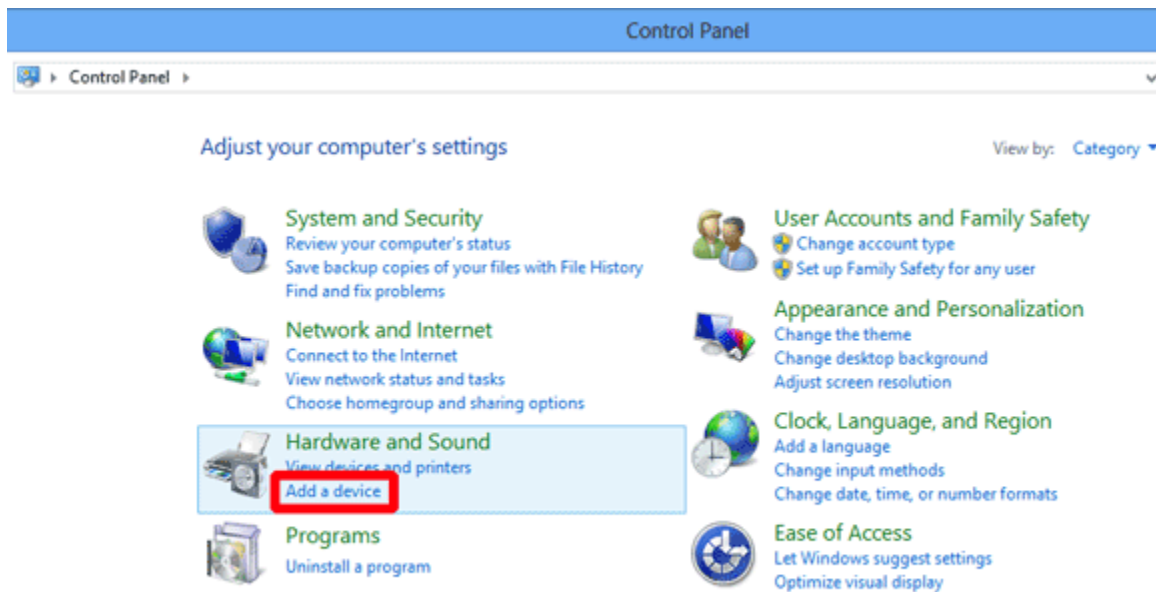 Control Panel
Control Panel
Adjust your computer's settings
View by: Category
System and Security
Review your computer's status
Save backup copies of your files with File History
Find and fix problems
Network and Internet
Connect to the Internet
View network status and tasks
Choose homegroup and sharing options
Hardware and Sound
View devices and printers
Add a device
Programs
Uninstall a program
User Accounts and Family Safety
Change account type
Set up Family Safety for any user
Appearance and Personalization
Change the theme
Change desktop background
Adjust screen resolution
Clock, Language, and Region
Add a language
Change input methods
Change date, time, or number formats
Ease of Access
Let Windows suggest settings
Optimize visual display